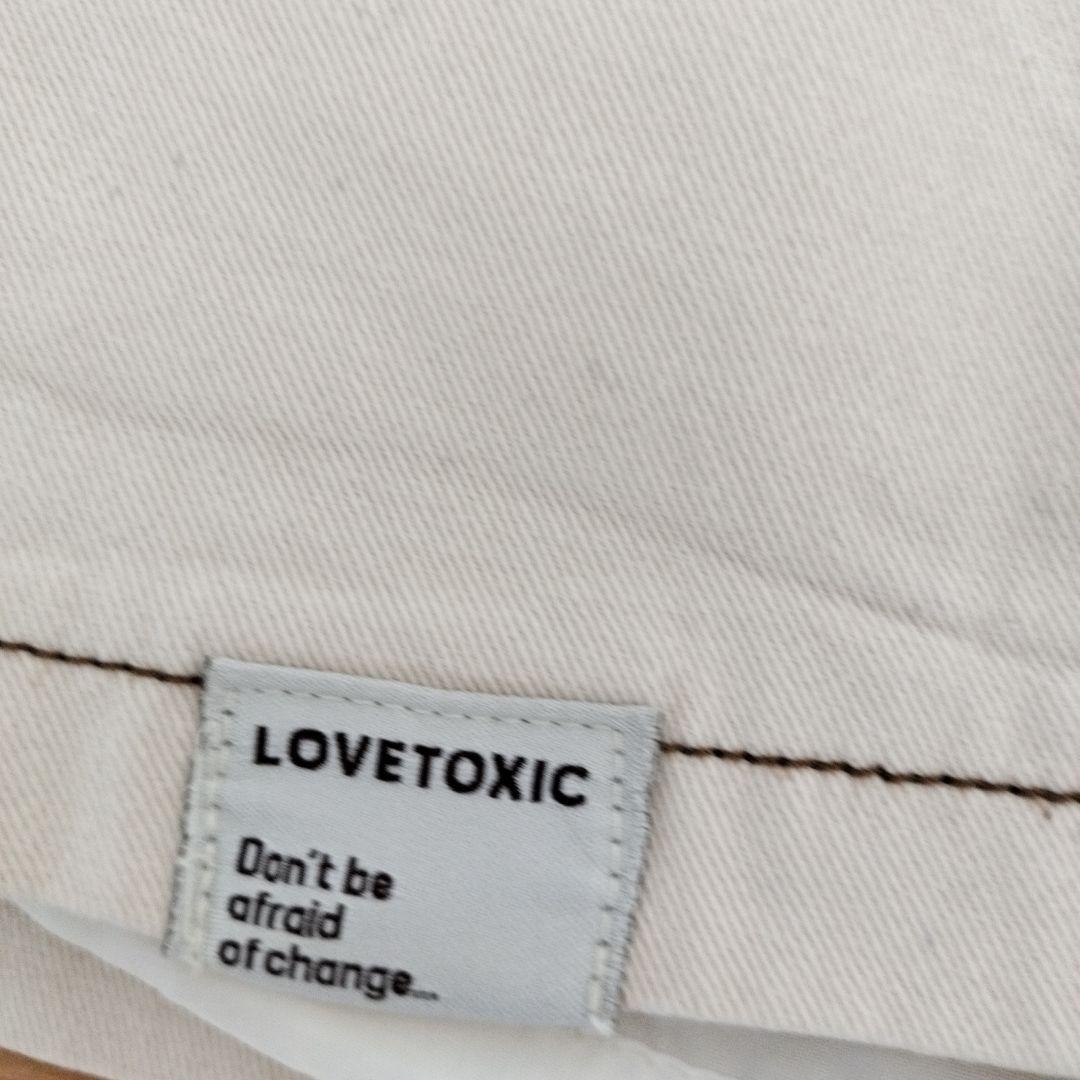 LOVETOXIC
Don't be
afraid
of change...